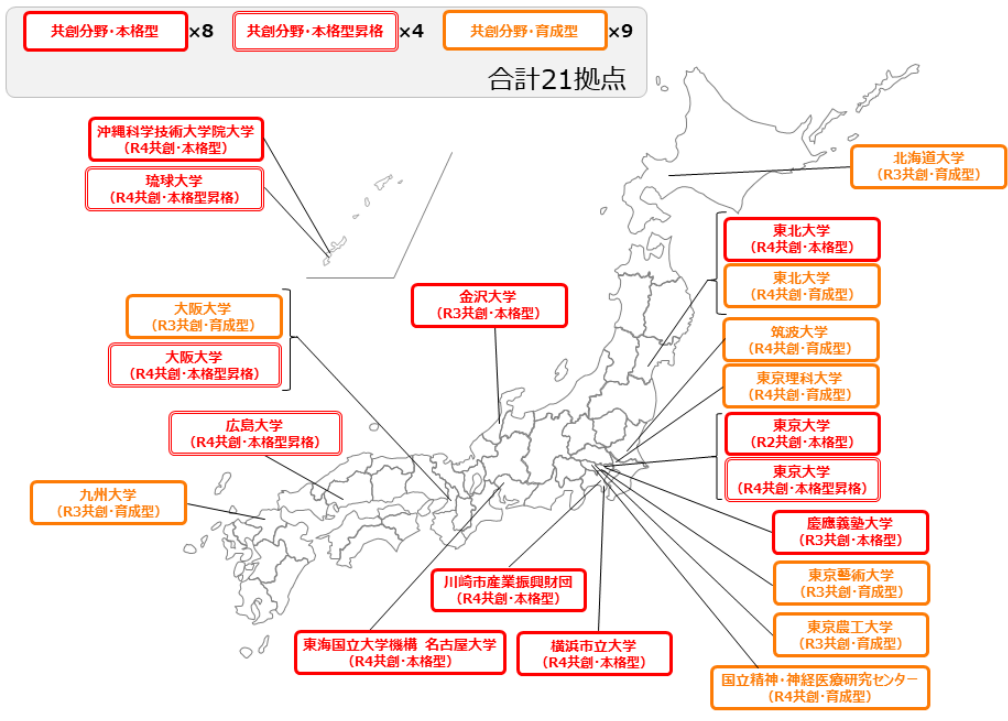 共創分野・本格型 ×8
共創分野・本格型昇格 ×4
共創分野・育成型 ×9
合計21拠点
沖縄科学技術大学院大学
（R4共創・本格型）
琉球大学
（R4共創・本格型昇格）
北海道大学
（R3共創・育成型）
東北大学
（R4共創・本格型）
東北大学
（R4共創・育成型）
金沢大学
（R3共創・本格型）
大阪大学
（R3共創・育成型）
大阪大学
（R4共創・本格型昇格）
筑波大学
（R4共創・育成型）
東京理科大学
（R4共創・育成型）
広島大学
（R4共創・本格型昇格）
東京大学
（R2共創・本格型）
東京大学
（R4共創・本格型昇格）
九州大学
（R3共創・育成型）
慶應義塾大学
（R3共創・本格型）
川崎市産業振興財団
（R4共創・本格型）
東京藝術大学
（R3共創・育成型）
東京農工大学
（R3共創・育成型）
東海国立大学機構 名古屋大学
（R4共創・本格型）
横浜市立大学
（R4共創・本格型）
国立精神・神経医療研究センター
（R4共創・育成型）